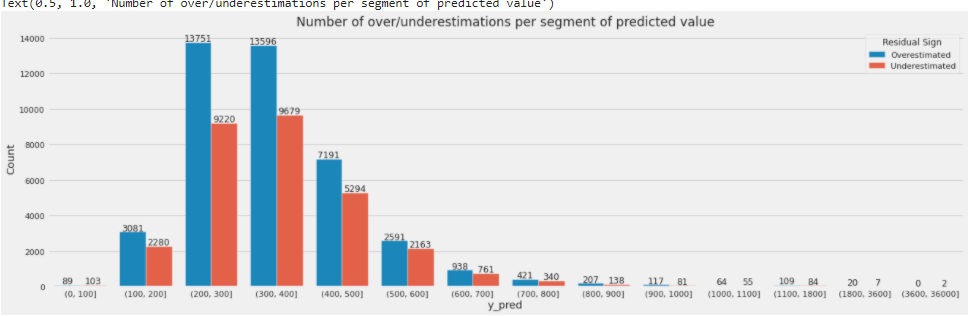 Text(0.5, 1.0, 'Number of over/underestimations per segment of predicted value')
Number of over/underestimations per segment of predicted value
Residual Sign
Overestimated
Underestimated
Count
14000
12000
10000
8000
6000
4000
2000
0
89 103
3081 2280
13751 9220
13596 9679
7191 5294
2591 2163
938 761
421 340
207 138
117 81
64 55
109 84
20 7
0 2
(0, 100] (100, 200] (200, 300] (300, 400] (400, 500] (500, 600] (600, 700] (700, 800] (800, 900] (900, 1000] (1000, 1100] (1100, 1800] (1800, 3600] (3600, 36000]
y_pred